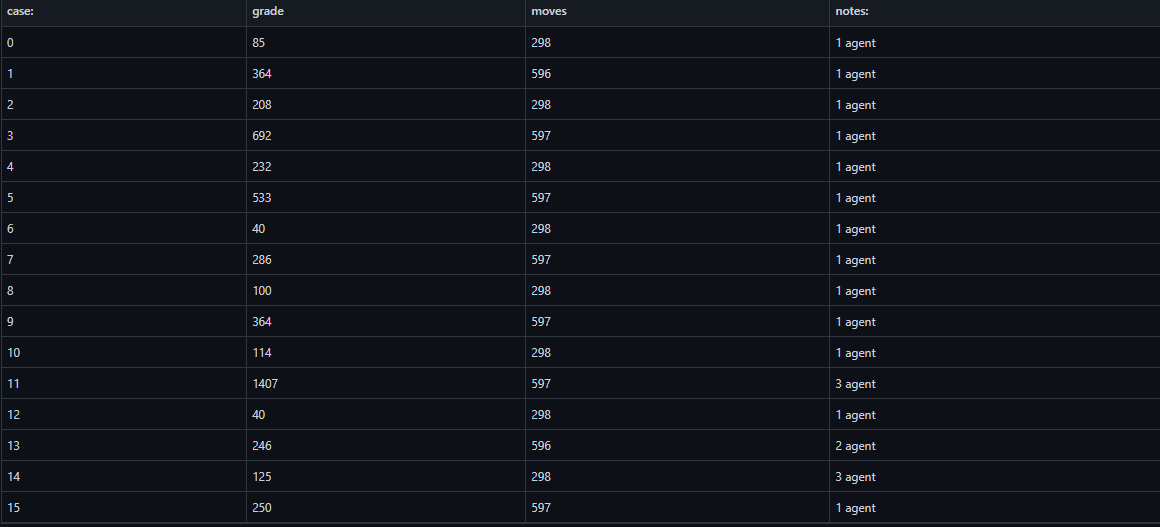 case: grade moves notes:
0 85 298 1 agent
1 364 596 1 agent
2 208 298 1 agent
3 692 597 1 agent
4 232 298 1 agent
5 533 597 1 agent
6 40 298 1 agent
7 286 597 1 agent
8 100 298 1 agent
9 364 597 1 agent
10 114 298 1 agent
11 1407 597 3 agent
12 40 298 1 agent
13 246 596 2 agent
14 125 298 3 agent
15 250 597 1 agent